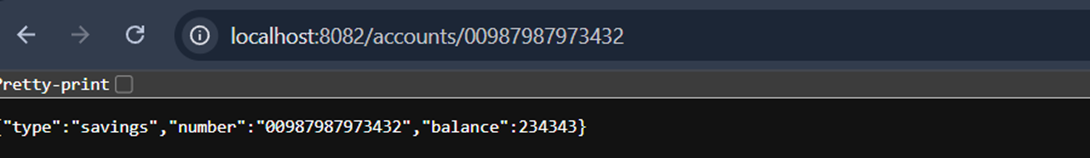 localhost:8082/accounts/00987987973432
Pretty-print
{"type":"savings","number":"00987987973432","balance":234343}